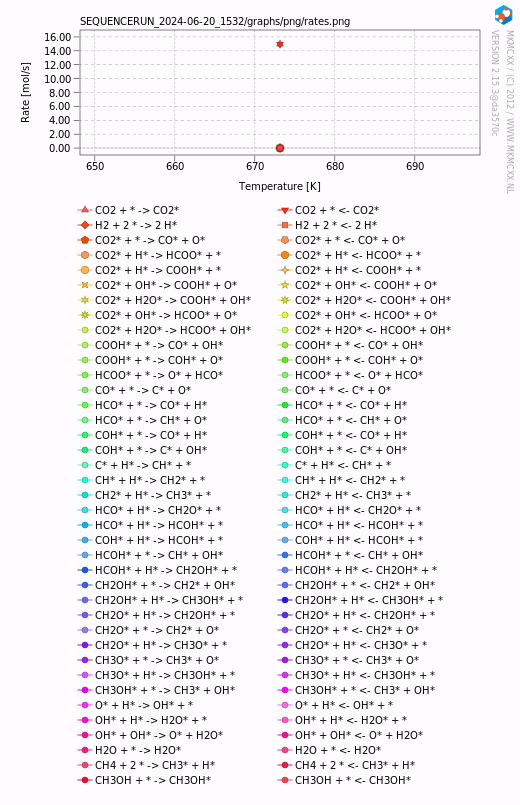 SEQUENCERUN_2024-06-20_1532/graphs/png/rates.png
16.00
14.00
12.00
10.00
8.00
6.00
4.00
2.00
0.00
Rate [mol/s]
650 660 670 680 690
Temperature [K]
MKMCXX / (C) 2012 / WWW.MKMCXX.NL
VERSION 2.15.3@da3570c
CO2 + * -> CO2* CO2 + * <- CO2*
H2 + 2 * -> 2 H* H2 + 2 * <- 2 H*
CO2* + * -> CO* + O* CO2* + * <- CO* + O*
CO2* + H* -> HCOO* + * CO2* + H* <- HCOO* + *
CO2* + H* -> COOH* + * CO2* + H* <- COOH* + *
CO2* + OH* -> COOH* + O* CO2* + OH* <- COOH* + O*
CO2* + H2O* -> COOH* + OH* CO2* + H2O* <- COOH* + OH*
CO2* + OH* -> HCOO* + O* CO2* + OH* <- HCOO* + O*
CO2* + H2O* -> HCOO* + OH* CO2* + H2O* <- HCOO* + OH*
COOH* + * -> CO* + OH* COOH* + * <- CO* + OH*
COOH* + * -> COH* + O* COOH* + * <- COH* + O*
HCOO* + * -> O* + HCO* HCOO* + * <- O* + HCO*
CO* + * -> C* + O* CO* + * <- C* + O*
HCO* + * -> CO* + H* HCO* + * <- CO* + H*
HCO* + * -> CH* + O* HCO* + * <- CH* + O*
COH* + * -> CO* + H* COH* + * <- CO* + H*
COH* + * -> C* + OH* COH* + * <- C* + OH*
C* + H* -> CH* + * C* + H* <- CH* + *
CH* + H* -> CH2* + * CH* + H* <- CH2* + *
CH2* + H* -> CH3* + * CH2* + H* <- CH3* + *
HCO* + H* -> CH2O* + * HCO* + H* <- CH2O* + *
HCO* + H* -> HCOH* + * HCO* + H* <- HCOH* + *
COH* + H* -> HCOH* + * COH* + H* <- HCOH* + *
HCOH* + * -> CH* + OH* HCOH* + * <- CH* + OH*
HCOH* + H* -> CH2OH* + * HCOH* + H* <- CH2OH* + *
CH2OH* + * -> CH2* + OH* CH2OH* + * <- CH2* + OH*
CH2OH* + H* -> CH3OH* + * CH2OH* + H* <- CH3OH* + *
CH2O* + H* -> CH2OH* + * CH2O* + H* <- CH2OH* + *
CH2O* + * -> CH2* + O* CH2O* + * <- CH2* + O*
CH2O* + H* -> CH3O* + * CH2O* + H* <- CH3O* + *
CH3O* + * -> CH3* + O* CH3O* + * <- CH3* + O*
CH3O* + H* -> CH3OH* + * CH3O* + H* <- CH3OH* + *
CH3OH* + * -> CH3* + OH* CH3OH* + * <- CH3* + OH*
O* + H* -> OH* + * O* + H* <- OH* + *
OH* + H* -> H2O* + * OH* + H* <- H2O* + *
OH* + OH* -> O* + H2O* OH* + OH* <- O* + H2O*
H2O + * -> H2O* H2O + * <- H2O*
CH4 + 2 * -> CH3* + H* CH4 + 2 * <- CH3* + H*
CH3OH + * -> CH3OH* CH3OH + * <- CH3OH*